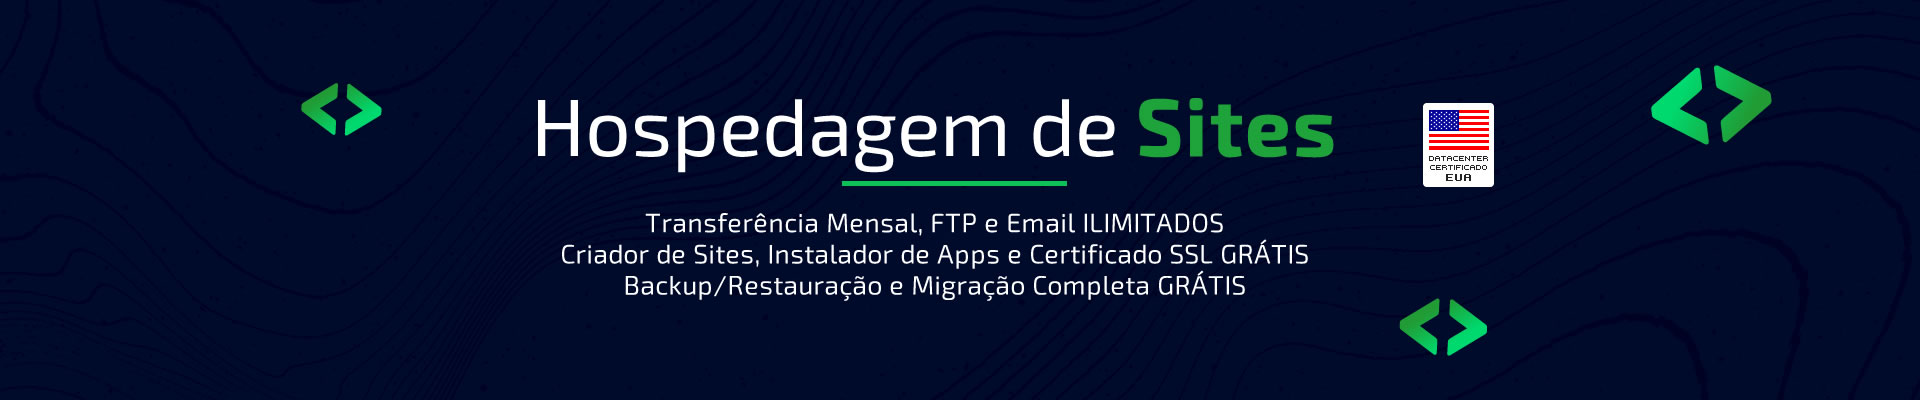 Hospedagem de Sites
DATACENTER
CERTIFICADO
EUA
Transferência Mensal, FTP e Email ILIMITADOS
Criador de Sites, Instalador de Apps e Certificado SSL GRÁTIS
Backup/Restauração e Migração Completa GRÁTIS